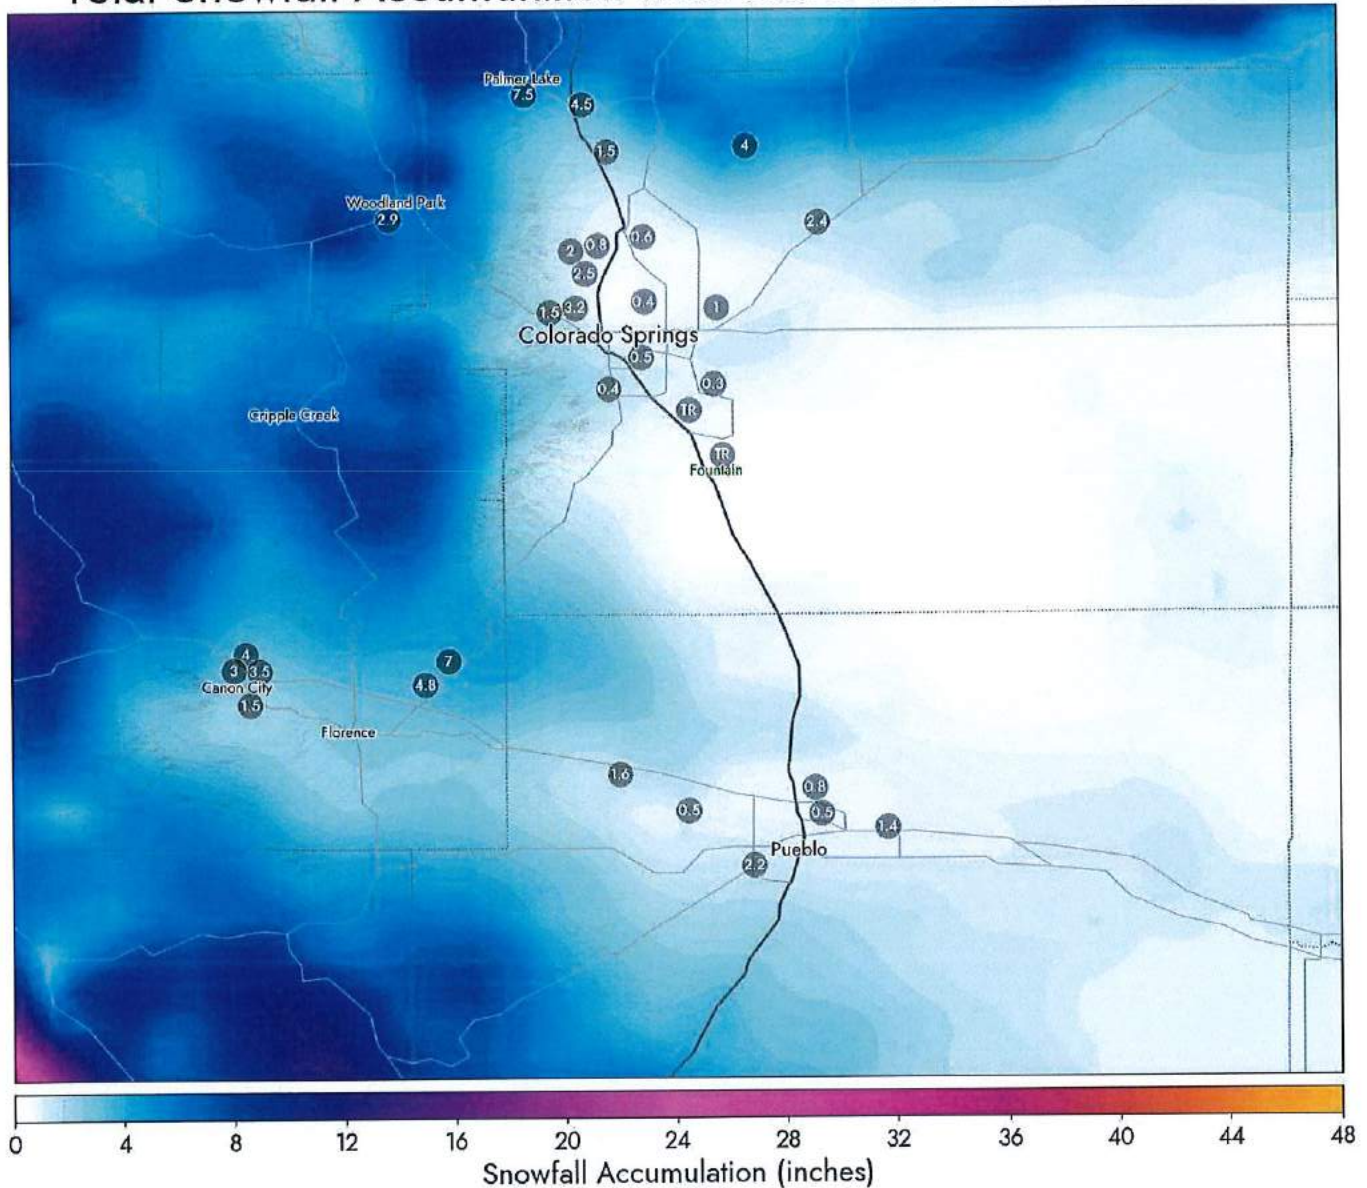 Total Snowfall Accumulation
Palmer Lake
7.5
4.5
1.5
4
Woodland Park
2.9
2.4
0.6
0.8
2
2.5
0.4
1
3.2
1.5
Colorado Springs
0.5
0.3
0.4
TR
Cripple Creek
TR
Fountain
4
7
3
3.5
Canon City
4.8
1.5
Florence
1.6
0.8
0.5
0.5
1.4
Pueblo
2.2
0 4 8 12 16 20 24 28 32 36 40 44 48
Snowfall Accumulation (inches)